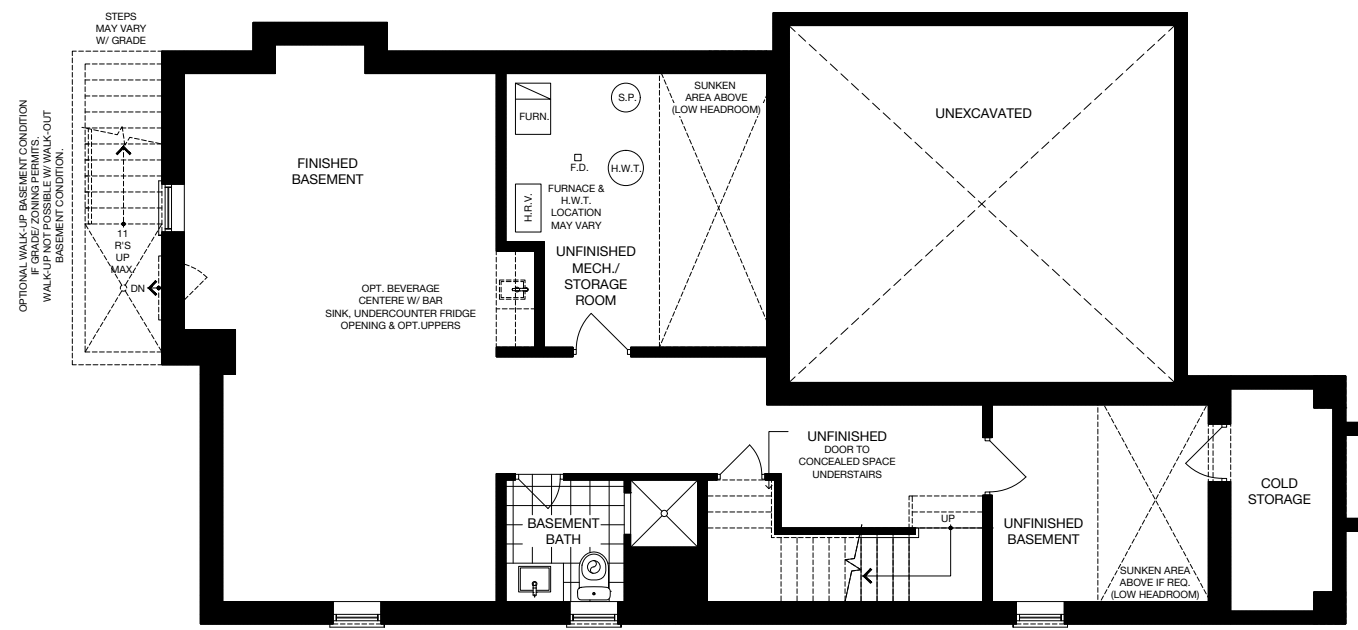 STEPS
MAY VARY
W/ GRADE
OPTIONAL WALK-UP BASEMENT CONDITION
IF GRADE/ ZONING PERMITS.
WALK-UP NOT POSSIBLE W/ WALK-OUT
BASEMENT CONDITION.
11
R'S
UP
MAX.
DN
FINISHED
BASEMENT
OPT. BEVERAGE
CENTERE W/ BAR
SINK, UNDERCOUNTER FRIDGE
OPENING & OPT.UPPERS
FURN.
S.P.
F.D.
H.W.T.
H.R.V.
FURNACE &
H.W.T.
LOCATION
MAY VARY
UNFINISHED
MECH./
STORAGE
ROOM
SUNKEN
AREA ABOVE
(LOW HEADROOM)
UNEXCAVATED
UNFINISHED
DOOR TO
CONCEALED SPACE
UNDERSTAIRS
BASEMENT
BATH
UP
UNFINISHED
BASEMENT
SUNKEN AREA
ABOVE IF REQ.
(LOW HEADROOM)
COLD
STORAGE